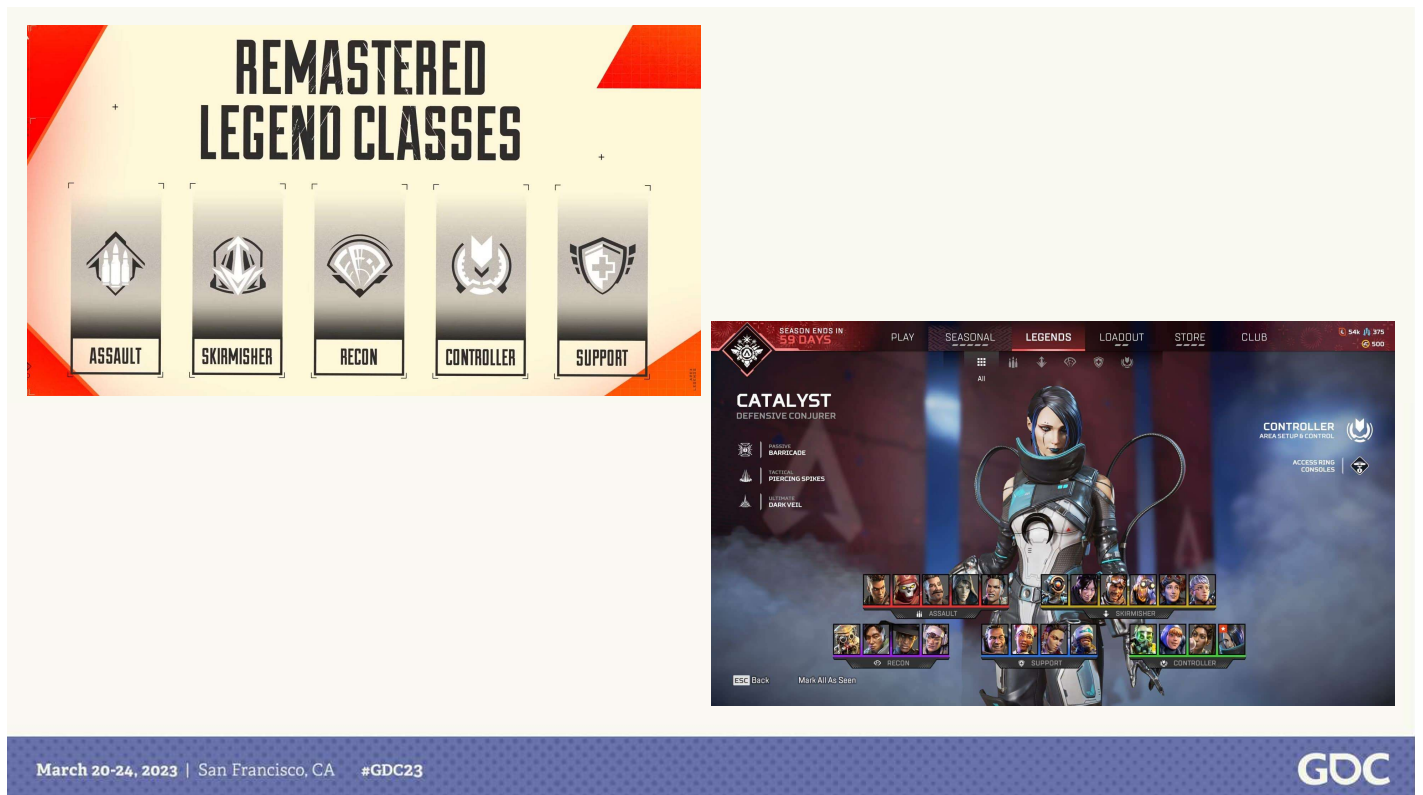 REMASTERED
LEGEND CLASSES
ASSAULT
SKIRMISHER
RECON
CONTROLLER
SUPPORT
SEASON ENDS IN
59 DAYS
PLAY
SEASONAL
LEGENDS
LOADOUT
STORE
CLUB
54k 375
500
All
CATALYST
DEFENSIVE CONJURER
PASSIVE
BARRICADE
TACTICAL
PIERCING SPIKES
ULTIMATE
DARK VEIL
CONTROLLER
AREA SETUP & CONTROL
ACCESS RING
CONSOLES
ASSAULT
SKIRMISHER
RECON
SUPPORT
CONTROLLER
ESC Back
Mark All As Seen
March 20-24, 2023 | San Francisco, CA #GDC23
GDC